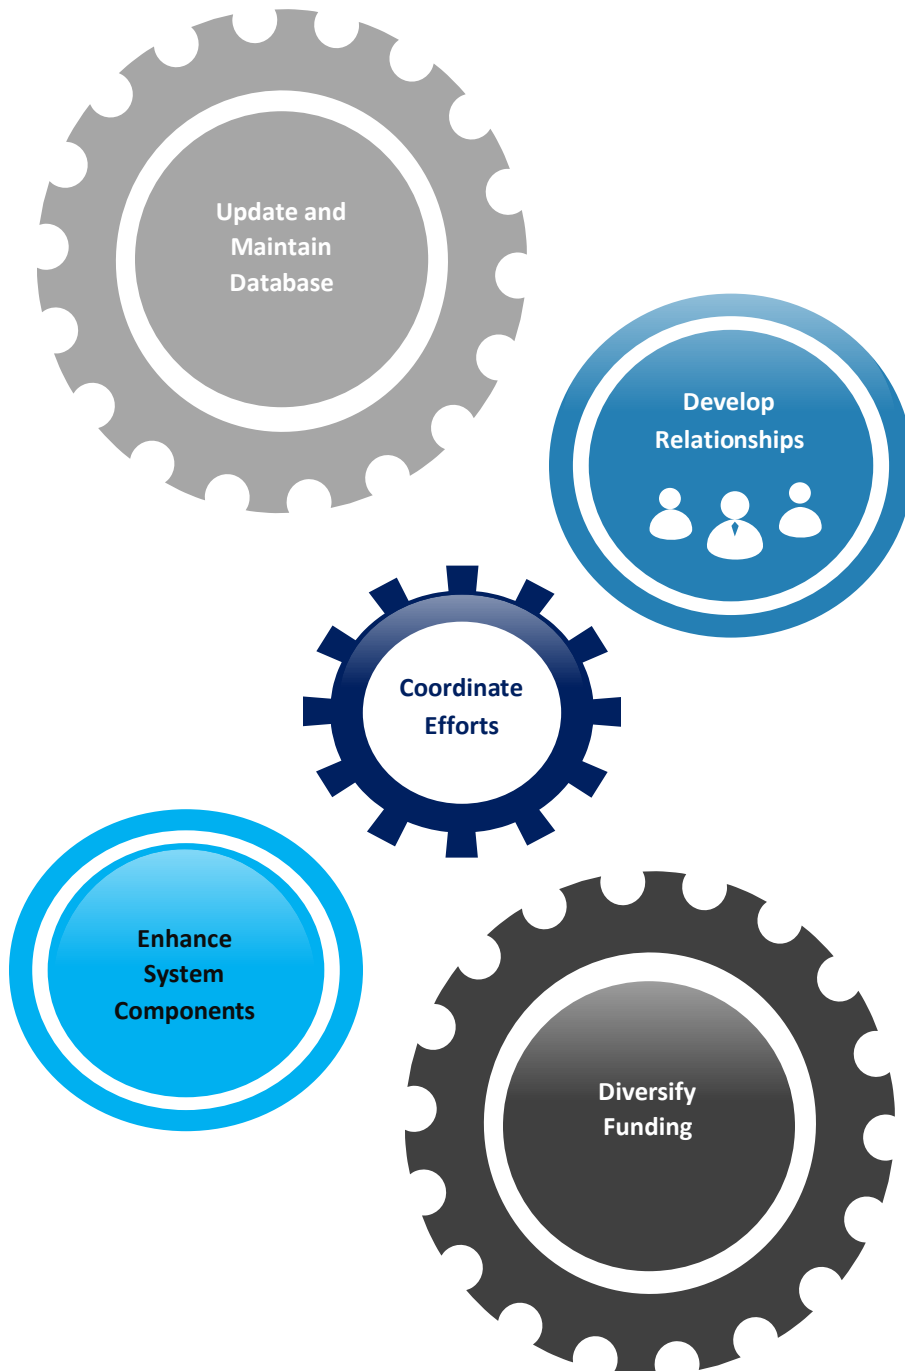 Update and
Maintain
Database
Develop
Relationships
Coordinate
Efforts
Enhance
System
Components
Diversify
Funding